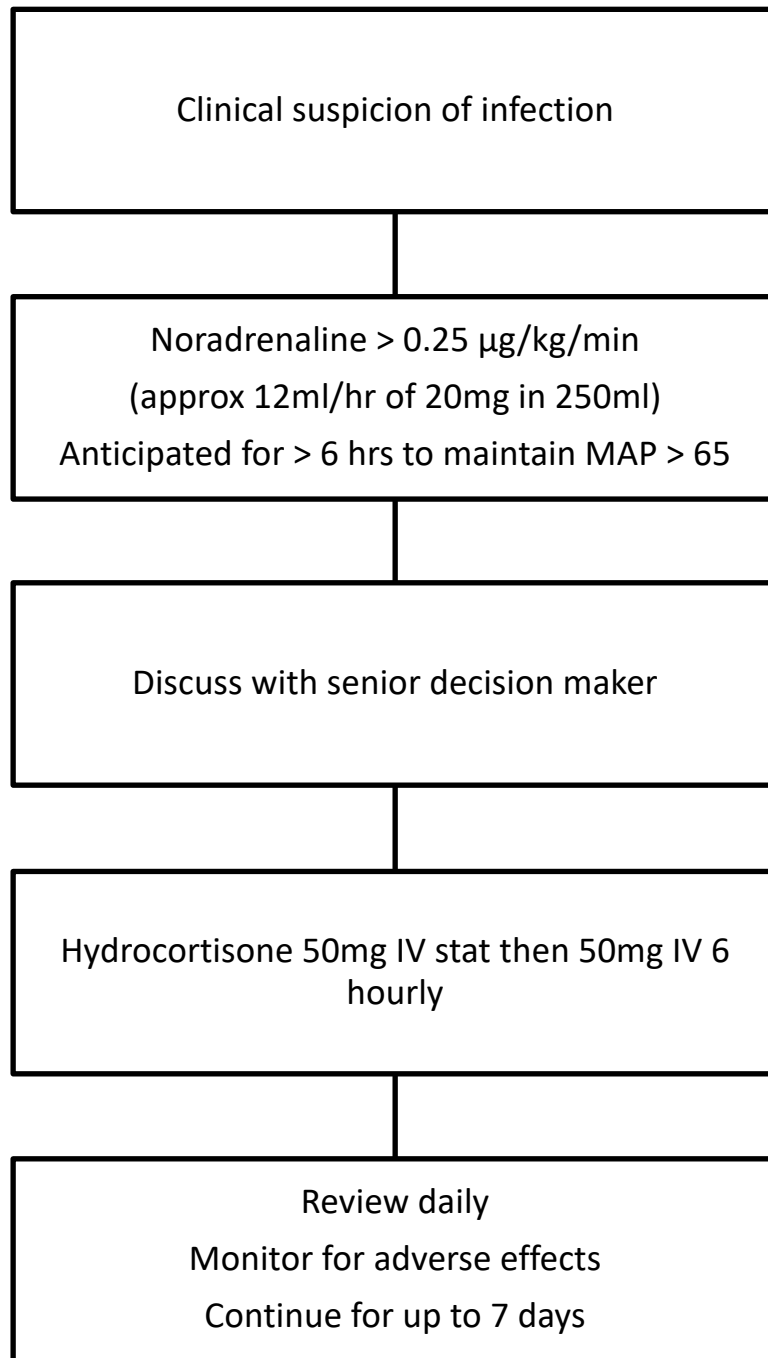 Clinical suspicion of infection
Noradrenaline > 0.25 µg/kg/min
(approx 12ml/hr of 20mg in 250ml)
Anticipated for > 6 hrs to maintain MAP > 65
Discuss with senior decision maker
Hydrocortisone 50mg IV stat then 50mg IV 6
hourly
Review daily
Monitor for adverse effects
Continue for up to 7 days